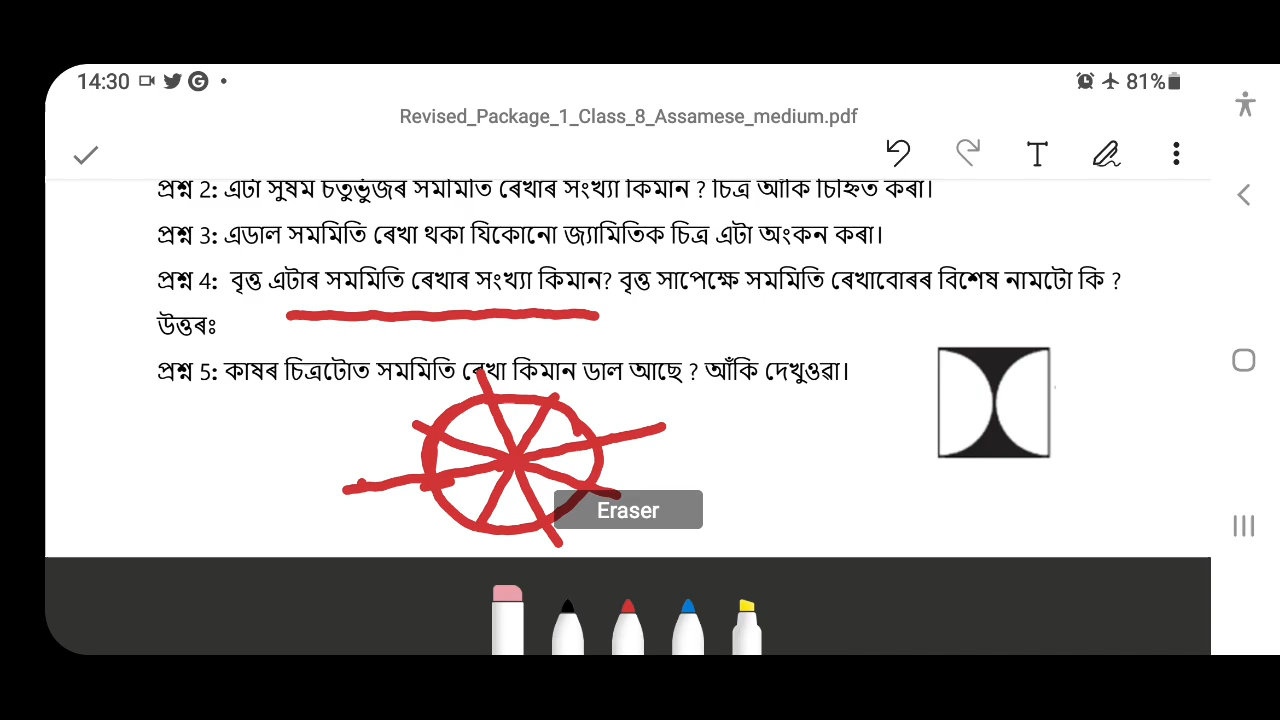 14:30
81%
Revised_Package_1_Class_8_Assamese_medium.pdf
T
প্ৰশ্ন 2: এটা সুষম চতুৰ্ভুজৰ সমমিতি ৰেখাৰ সংখ্যা কিমান ? চিত্ৰ আঁকি চিহ্নিত কৰা।
প্ৰশ্ন 3: এডাল সমমিতি ৰেখা থকা যিকোনো জ্যামিতিক চিত্ৰ এটা অংকন কৰা।
প্ৰশ্ন 4: বৃত্ত এটাৰ সমমিতি ৰেখাৰ সংখ্যা কিমান? বৃত্ত সাপেক্ষে সমমিতি ৰেখাবোৰৰ বিশেষ নামটো কি ?
উত্তৰঃ
প্ৰশ্ন 5: কাষৰ চিত্ৰটোত সমমিতি ৰেখা কিমান ডাল আছে ? আঁকি দেখুওৱা।
Eraser